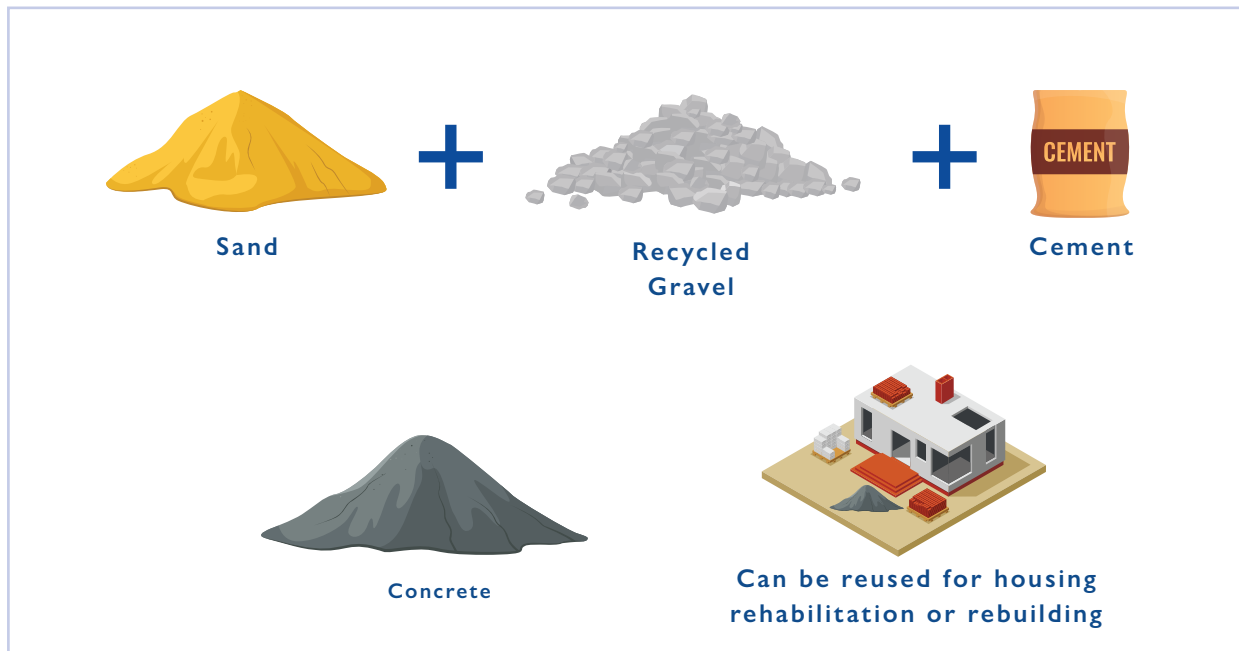 CEMENT
Sand
Recycled
Gravel
Cement
Concrete
Can be reused for housing
rehabilitation or rebuilding